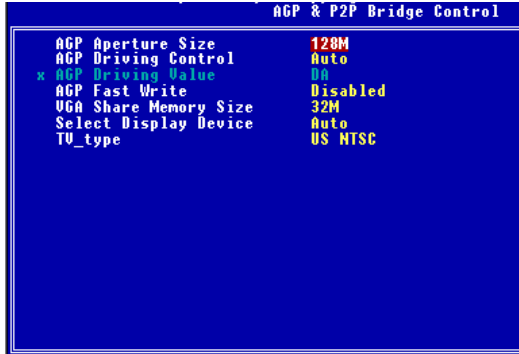 AGP & P2P Bridge Control
AGP Aperture Size 128M
AGP Driving Control Auto
x AGP Driving Value DA
AGP Fast Write Disabled
VGA Share Memory Size 32M
Select Display Device Auto
TV_type US NTSC